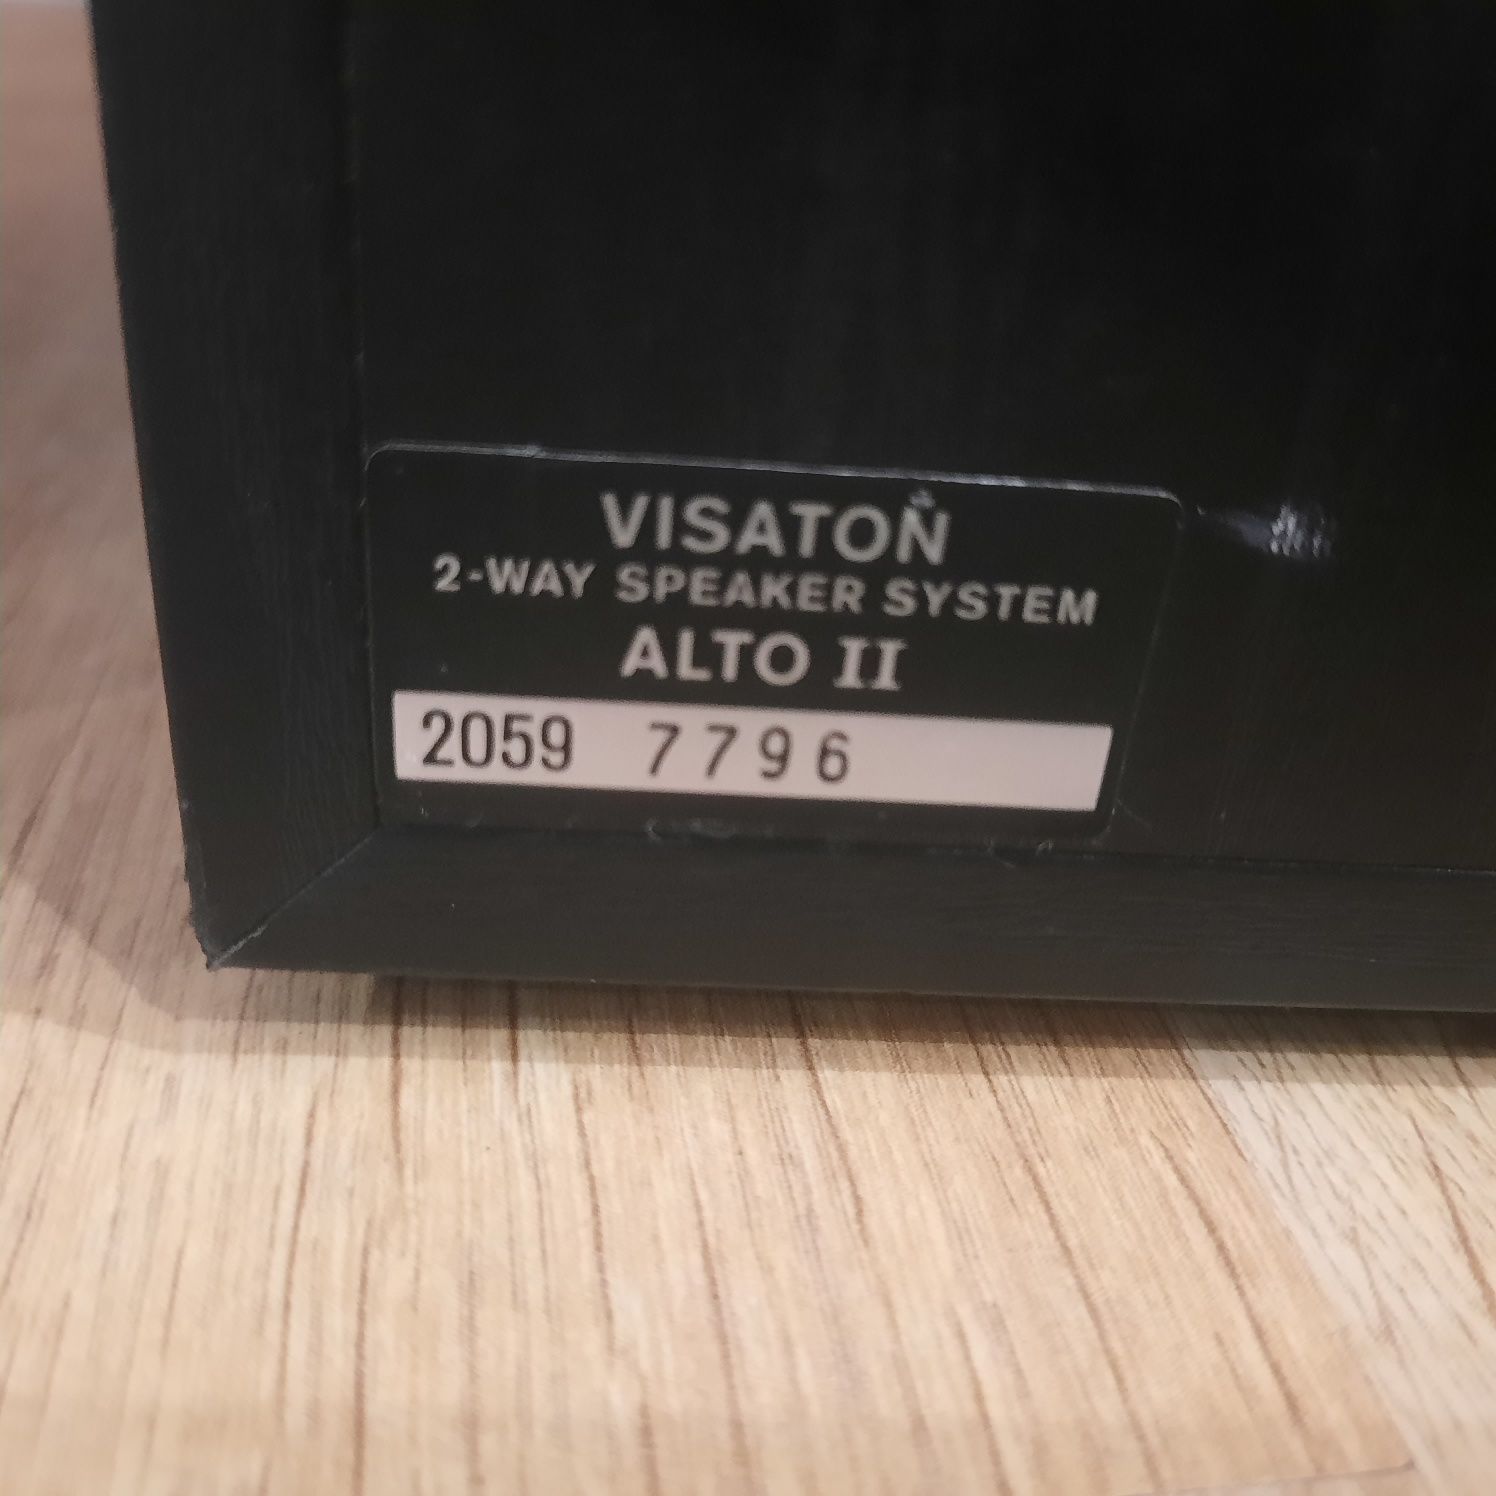 VISATON
2-WAY SPEAKER SYSTEM
ALTO II
2059 7796